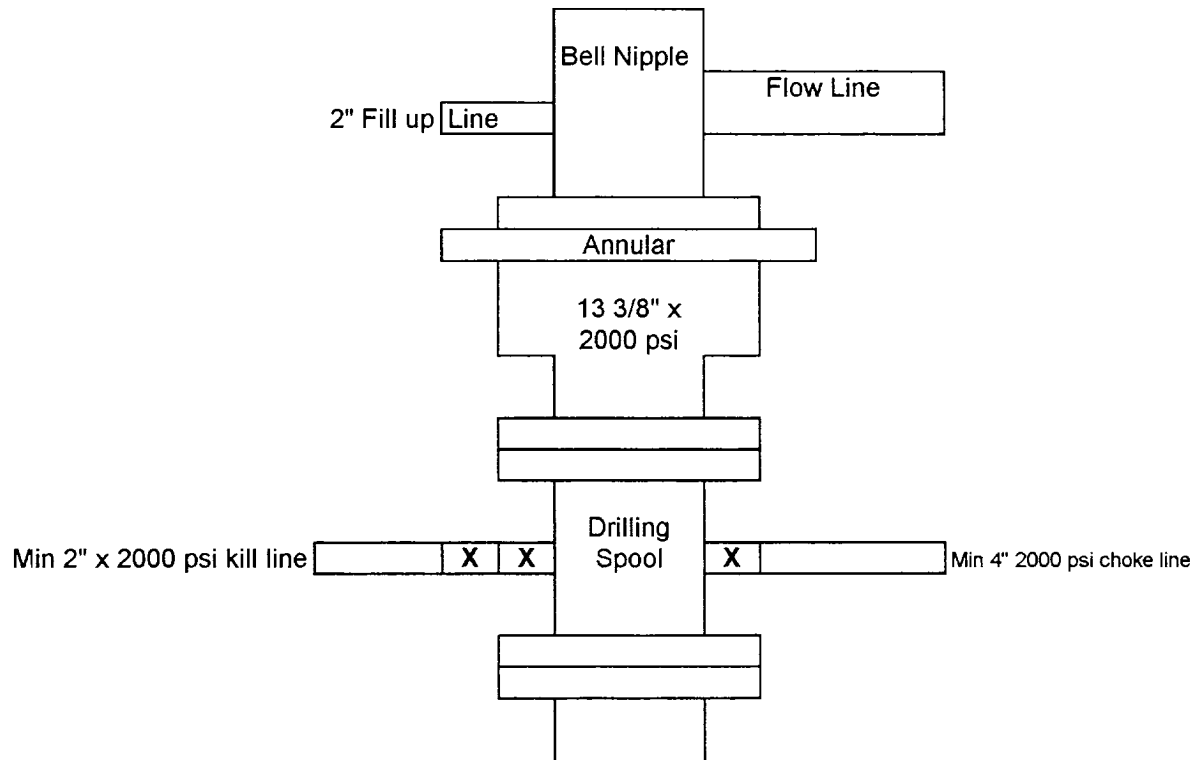 Bell Nipple
Flow Line
2" Fill up Line
Annular
13 3/8" x
2000 psi
Drilling
Spool
Min 2" x 2000 psi kill line
X X
X
Min 4" 2000 psi choke line